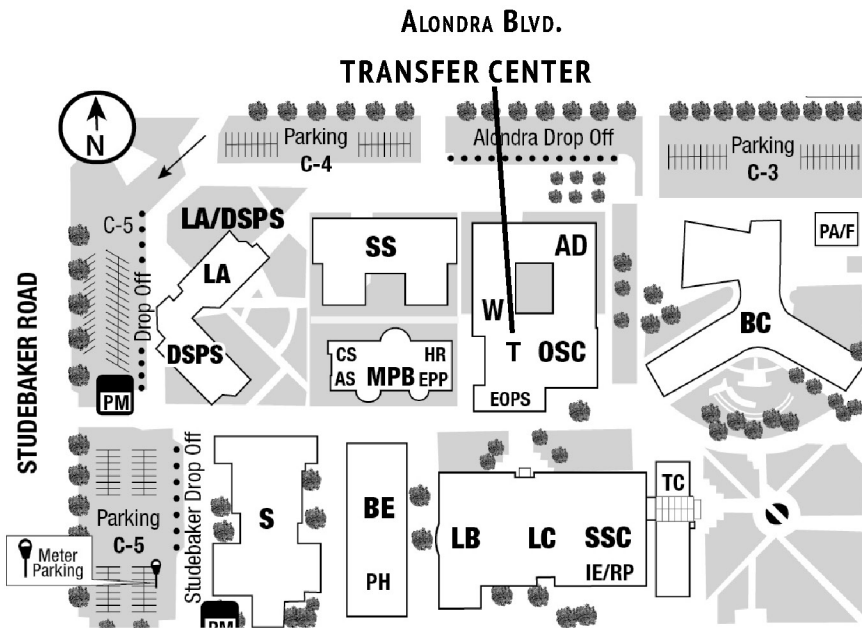 ALONDRA BLVD.
TRANSFER CENTER
N
Parking
C-4
Alondra Drop Off
Parking
C-3
C-5
Drop Off
LA/DSPS
LA
DSPS
SS
AD
W
T OSC
EOPS
PA/F
BC
CS HR
AS MPB EPP
STUDEBAKER ROAD
PM
Studebaker Drop Off
Parking
C-5
Meter
Parking
S
BE
PH
LB LC SSC
IE/RP
TC
PM